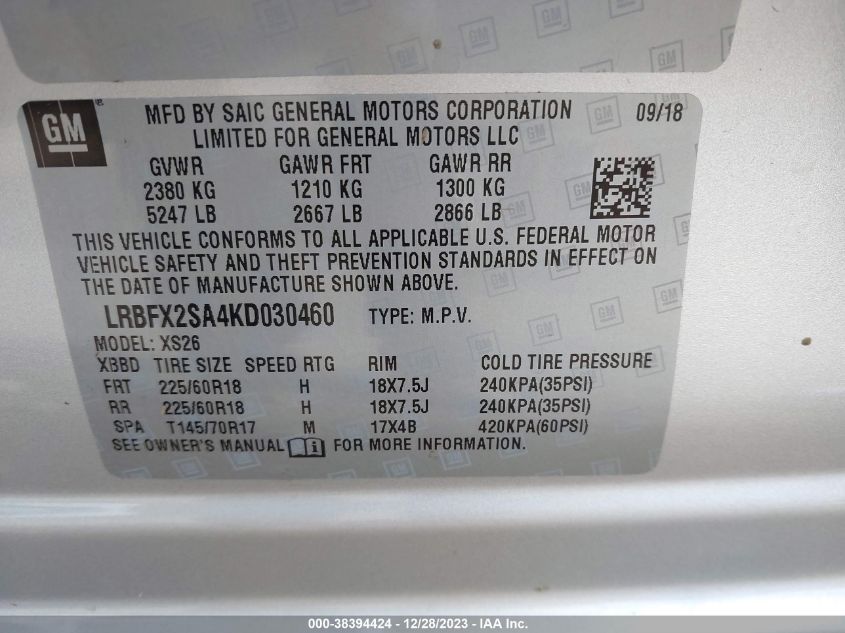 GM ®
MFD BY SAIC GENERAL MOTORS CORPORATION 09/18
LIMITED FOR GENERAL MOTORS LLC
GVWR GAWR FRT GAWR RR
2380 KG 1210 KG 1300 KG
5247 LB 2667 LB 2866 LB
THIS VEHICLE CONFORMS TO ALL APPLICABLE U.S. FEDERAL MOTOR
VEHICLE SAFETY AND THEFT PREVENTION STANDARDS IN EFFECT ON
THE DATE OF MANUFACTURE SHOWN ABOVE.
LRBFX2SA4KD030460 TYPE: M.P.V.
MODEL: XS26
XBBD TIRE SIZE SPEED RTG RIM COLD TIRE PRESSURE
FRT 225/60R18 H 18X7.5J 240KPA(35PSI)
RR 225/60R18 H 18X7.5J 240KPA(35PSI)
SPA T145/70R17 M 17X4B 420KPA(60PSI)
SEE OWNER'S MANUAL i FOR MORE INFORMATION.
000-38394424 - 12/28/2023 - IAA Inc.